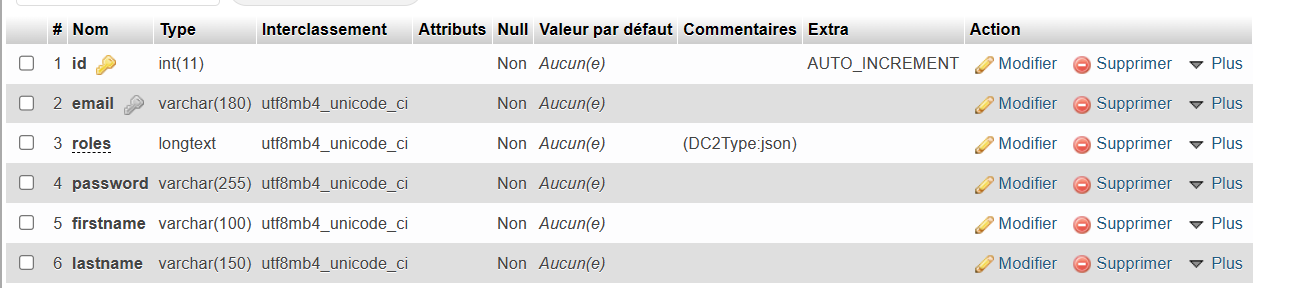 # Nom Type Interclassement Attributs Null Valeur par défaut Commentaires Extra Action
1 id int(11) Non Aucun(e) AUTO_INCREMENT Modifier Supprimer Plus
2 email varchar(180) utf8mb4_unicode_ci Non Aucun(e) Modifier Supprimer Plus
3 roles longtext utf8mb4_unicode_ci Non Aucun(e) (DC2Type:json) Modifier Supprimer Plus
4 password varchar(255) utf8mb4_unicode_ci Non Aucun(e) Modifier Supprimer Plus
5 firstname varchar(100) utf8mb4_unicode_ci Non Aucun(e) Modifier Supprimer Plus
6 lastname varchar(150) utf8mb4_unicode_ci Non Aucun(e) Modifier Supprimer Plus